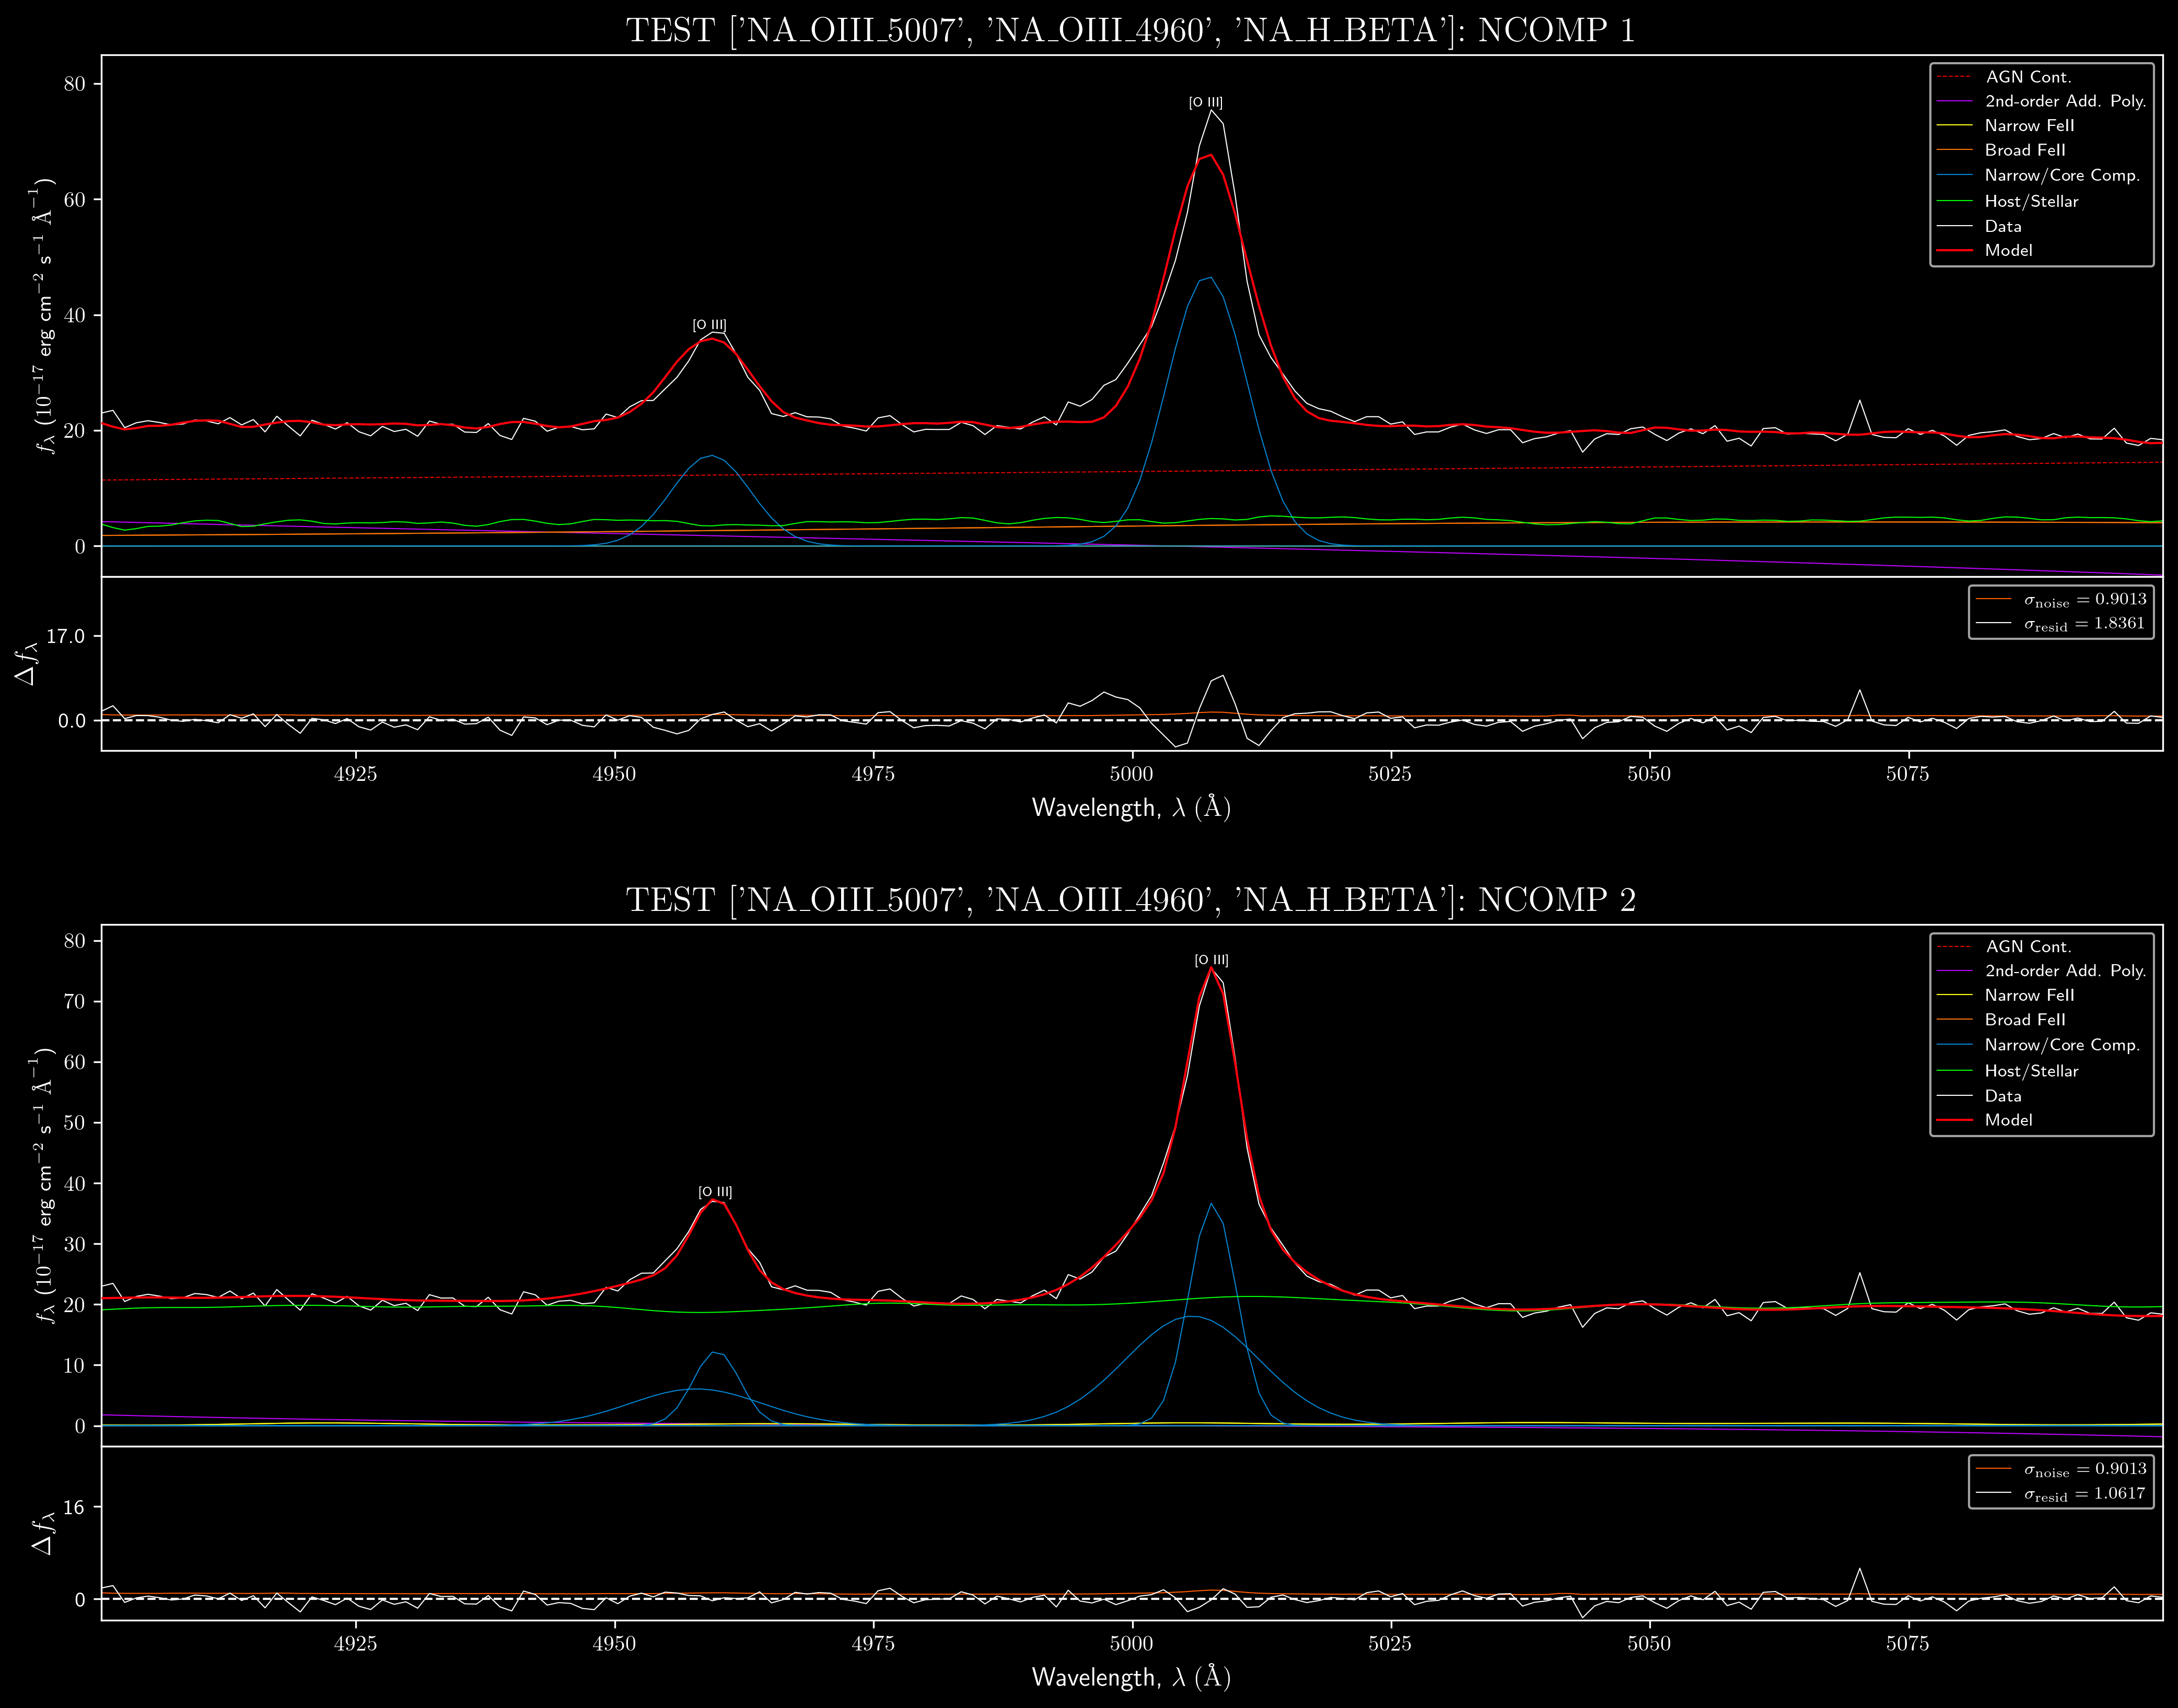 TEST ['NA_OIII_5007', 'NA_OIII_4960', 'NA_H_BETA']: NCOMP 1
80
60
40
20
0
fλ (10−17 erg cm−2 s−1 Å−1)
[O III]
[O III]
AGN Cont.
2nd-order Add. Poly.
Narrow FeII
Broad FeII
Narrow/Core Comp.
Host/Stellar
Data
Model
17.0
0.0
Δfλ
σnoise = 0.9013
σresid = 1.8361
4925 4950 4975 5000 5025 5050 5075
Wavelength, λ (Å)
TEST ['NA_OIII_5007', 'NA_OIII_4960', 'NA_H_BETA']: NCOMP 2
80
70
60
50
40
30
20
10
0
fλ (10−17 erg cm−2 s−1 Å−1)
[O III]
[O III]
AGN Cont.
2nd-order Add. Poly.
Narrow FeII
Broad FeII
Narrow/Core Comp.
Host/Stellar
Data
Model
16
0
Δfλ
σnoise = 0.9013
σresid = 1.0617
4925 4950 4975 5000 5025 5050 5075
Wavelength, λ (Å)